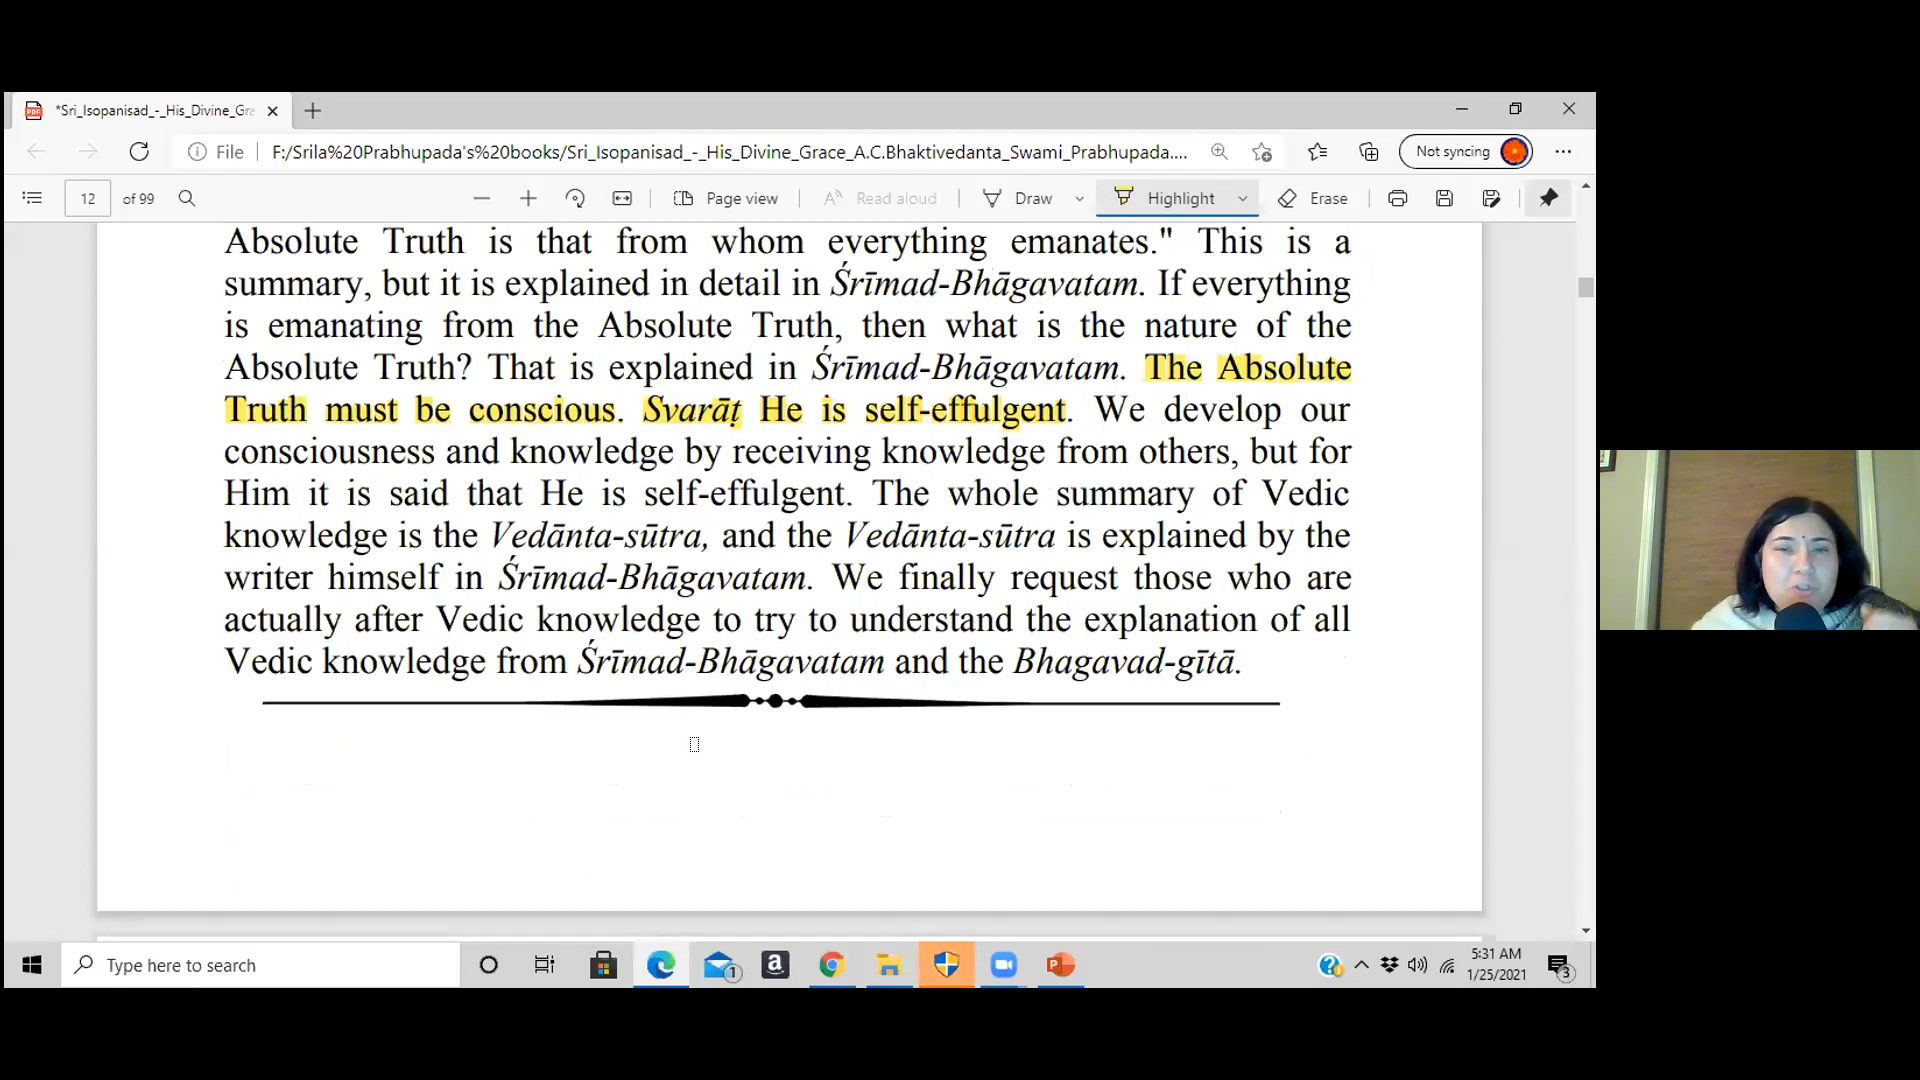 *Sri_Isopanisad_-_His_Divine_Gra
File F:/Srila%20Prabhupada's%20books/Sri_Isopanisad_-_His_Divine_Grace_A.C.Bhaktivedanta_Swami_Prabhupada.... Not syncing
12 of 99 Page view Read aloud Draw Highlight Erase
Absolute Truth is that from whom everything emanates." This is a
summary, but it is explained in detail in Śrīmad-Bhāgavatam. If everything
is emanating from the Absolute Truth, then what is the nature of the
Absolute Truth? That is explained in Śrīmad-Bhāgavatam. The Absolute
Truth must be conscious. Svarāṭ He is self-effulgent. We develop our
consciousness and knowledge by receiving knowledge from others, but for
Him it is said that He is self-effulgent. The whole summary of Vedic
knowledge is the Vedānta-sūtra, and the Vedānta-sūtra is explained by the
writer himself in Śrīmad-Bhāgavatam. We finally request those who are
actually after Vedic knowledge to try to understand the explanation of all
Vedic knowledge from Śrīmad-Bhāgavatam and the Bhagavad-gītā.
Type here to search
5:31 AM
1/25/2021